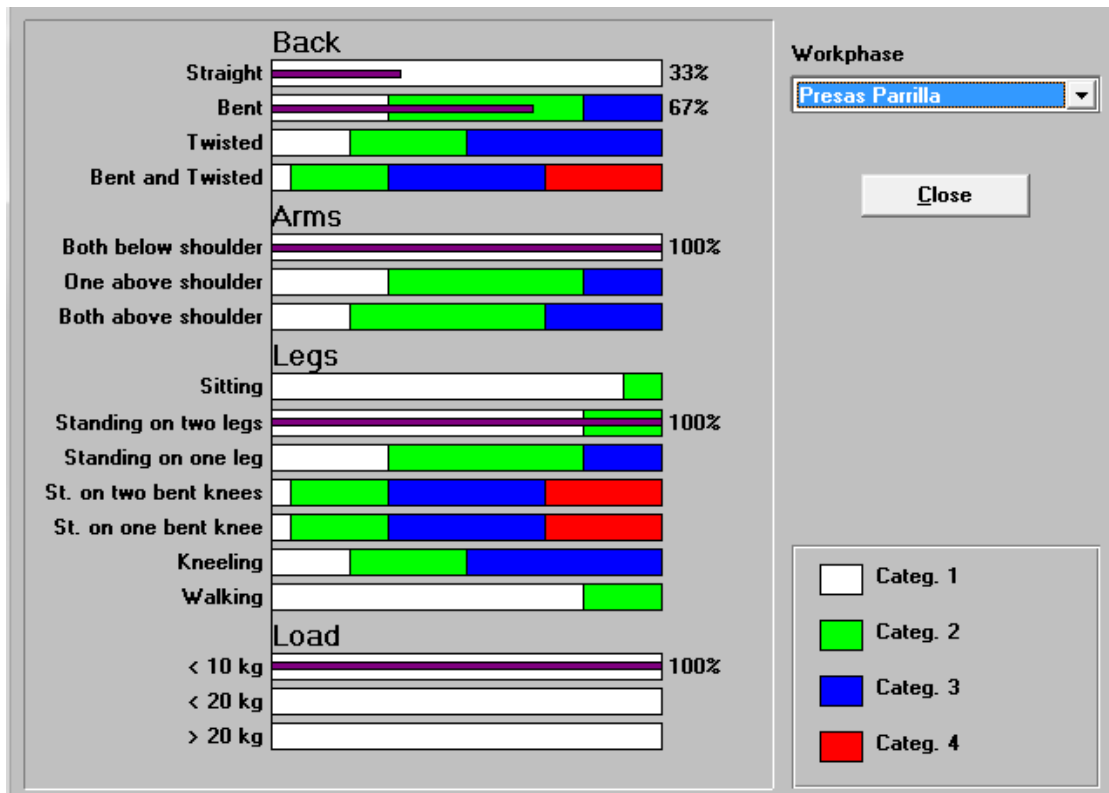 Back
Straight 33%
Bent 67%
Twisted
Bent and Twisted
Arms
Both below shoulder 100%
One above shoulder
Both above shoulder
Legs
Sitting
Standing on two legs 100%
Standing on one leg
St. on two bent knees
St. on one bent knee
Kneeling
Walking
Load
< 10 kg 100%
< 20 kg
> 20 kg
Workphase
Presas Parrilla
Close
Categ. 1
Categ. 2
Categ. 3
Categ. 4